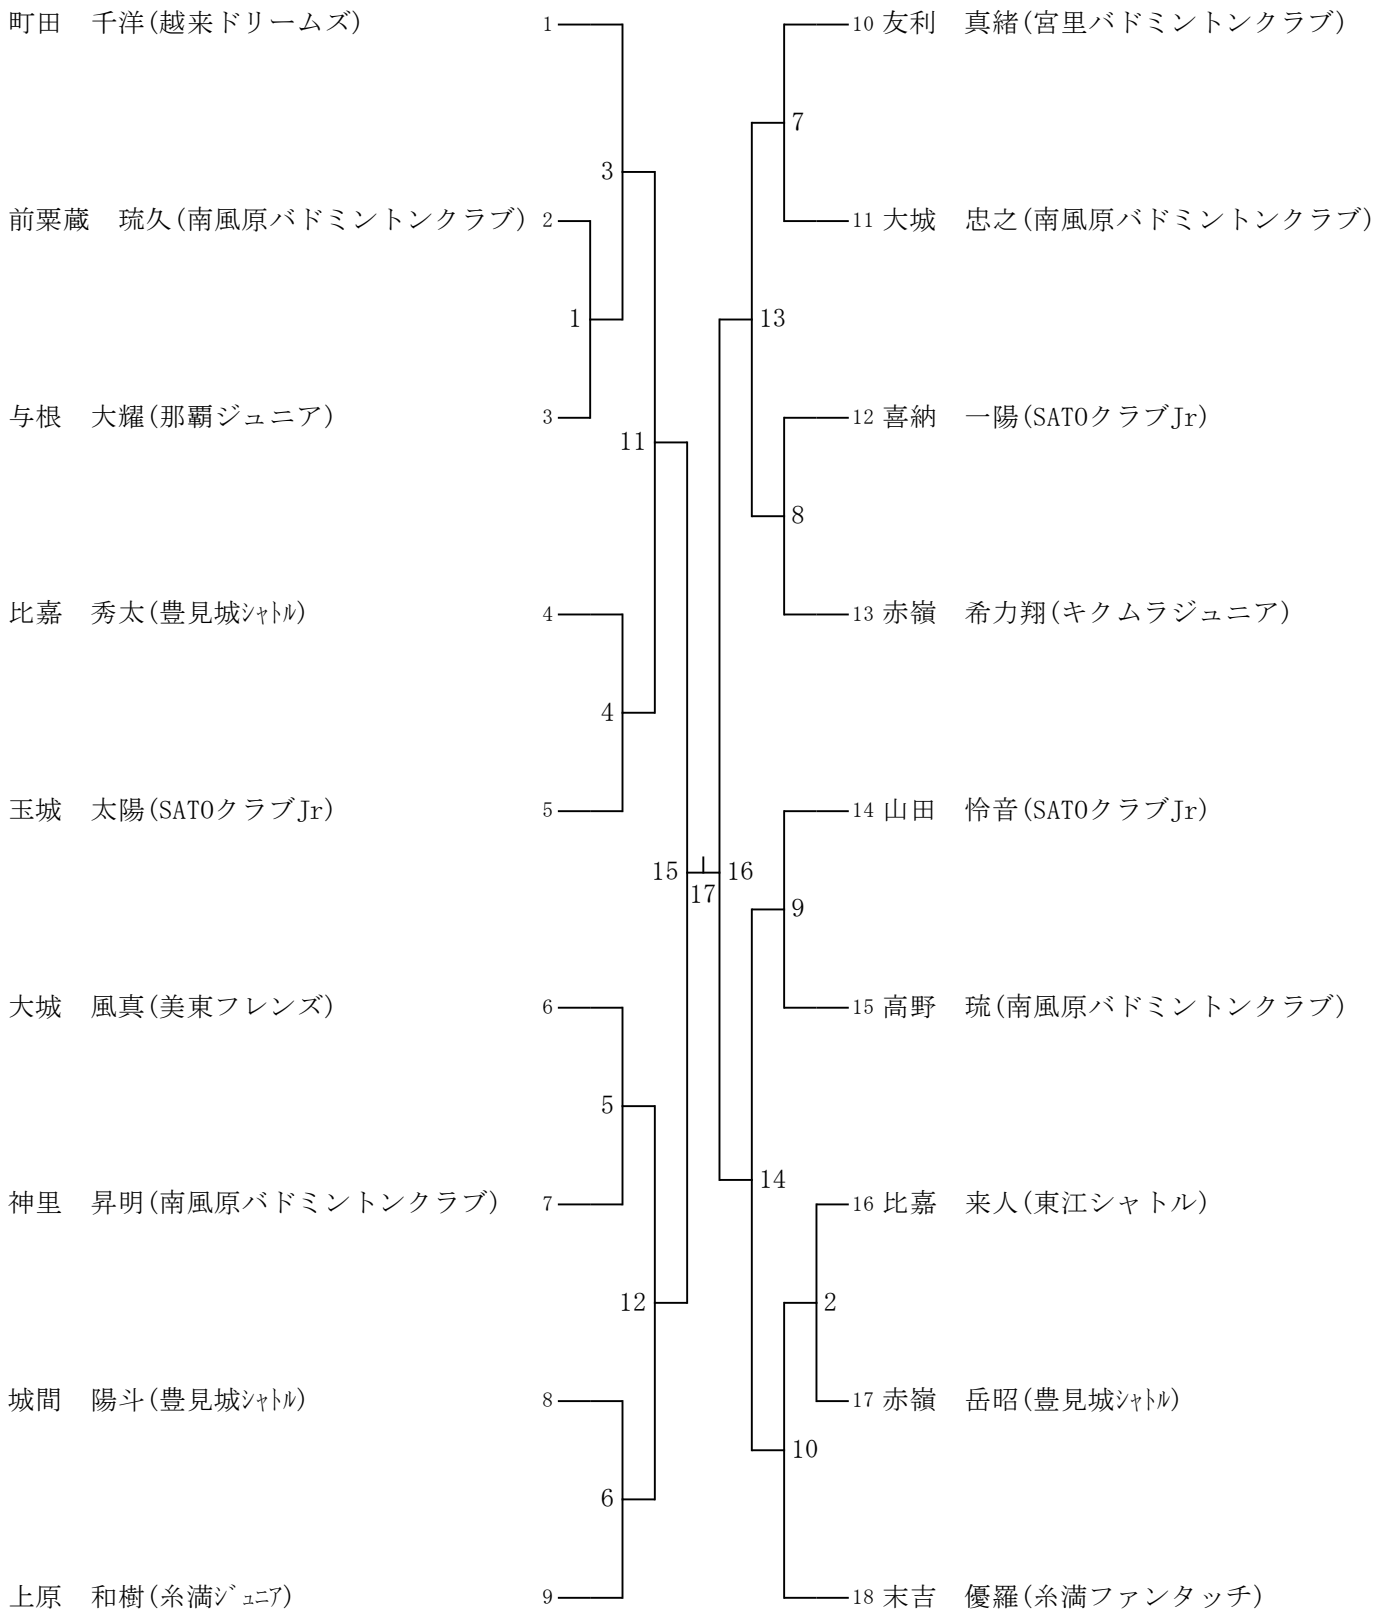 町田　千洋(越来ドリームズ) 1
前栗蔵　琉久(南風原バドミントンクラブ) 2
与根　大耀(那覇ジュニア) 3
比嘉　秀太(豊見城ｼｬﾄﾙ) 4
玉城　太陽(SATOクラブJr) 5
大城　風真(美東フレンズ) 6
神里　昇明(南風原バドミントンクラブ) 7
城間　陽斗(豊見城ｼｬﾄﾙ) 8
上原　和樹(糸満ｼﾞｭﾆｱ) 9
3
1
11
4
15
5
12
6
17
16
7
13
8
9
14
2
10
10 友利　真緒(宮里バドミントンクラブ)
11 大城　忠之(南風原バドミントンクラブ)
12 喜納　一陽(SATOクラブJr)
13 赤嶺　希力翔(キクムラジュニア)
14 山田　怜音(SATOクラブJr)
15 高野　琉(南風原バドミントンクラブ)
16 比嘉　来人(東江シャトル)
17 赤嶺　岳昭(豊見城ｼｬﾄﾙ)
18 末吉　優羅(糸満ファンタッチ)